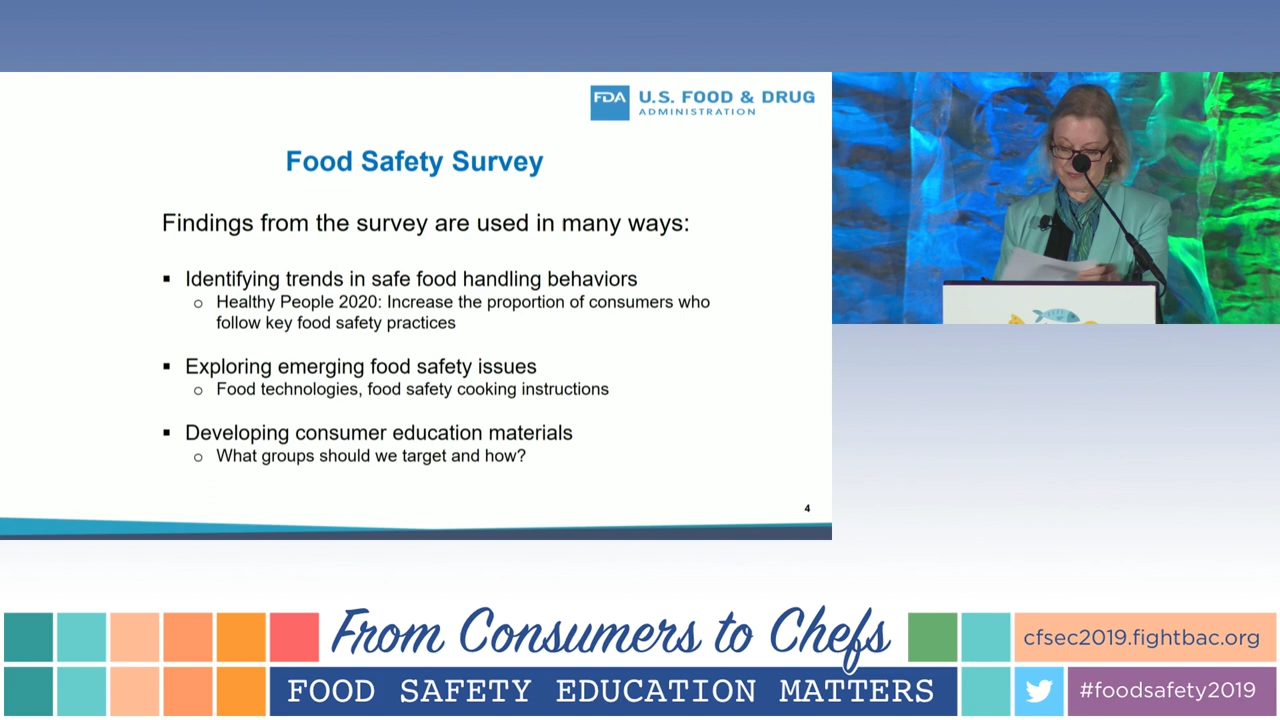 FDA U.S. FOOD & DRUG
ADMINISTRATION
Food Safety Survey
Findings from the survey are used in many ways:
▪ Identifying trends in safe food handling behaviors
o Healthy People 2020: Increase the proportion of consumers who
follow key food safety practices
▪ Exploring emerging food safety issues
o Food technologies, food safety cooking instructions
▪ Developing consumer education materials
o What groups should we target and how?
4
From Consumers to Chefs
FOOD SAFETY EDUCATION MATTERS
cfsec2019.fightbac.org
#foodsafety2019